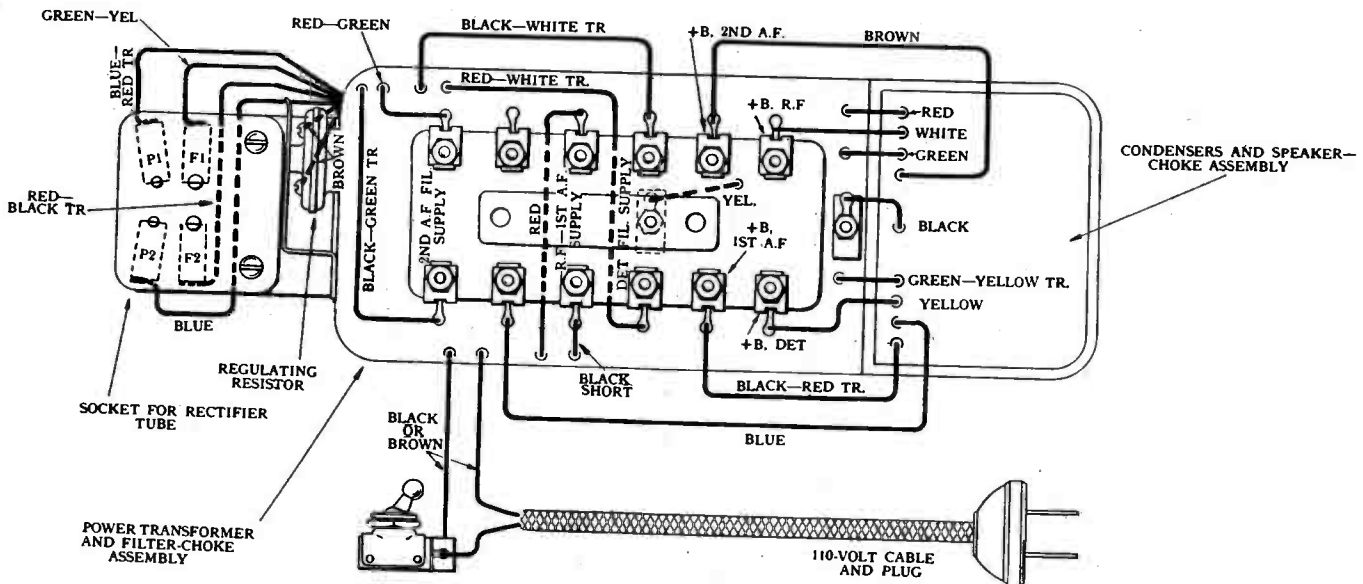 GREEN—YEL
RED—GREEN
BLACK—WHITE TR
+B, 2ND A.F.
BROWN
BLUE—
RED TR
RED—WHITE TR.
+B. R.F
RED
WHITE
GREEN
CONDENSERS AND SPEAKER—
CHOKE ASSEMBLY
P1
F1
BROWN
RED—
BLACK TR
P2
F2
BLACK—GREEN TR
2ND A.F FIL.
SUPPLY
RED
R.F—1ST A.F
SUPPLY
DET FIL. SUPPLY
YEL.
+B,
1ST A.F
BLACK
GREEN—YELLOW TR.
YELLOW
BLUE
+B, DET
REGULATING
RESISTOR
BLACK
SHORT
BLACK—RED TR.
SOCKET FOR RECTIFIER
TUBE
BLACK
OR
BROWN
BLUE
POWER TRANSFORMER
AND FILTER-CHOKE
ASSEMBLY
110-VOLT CABLE
AND PLUG